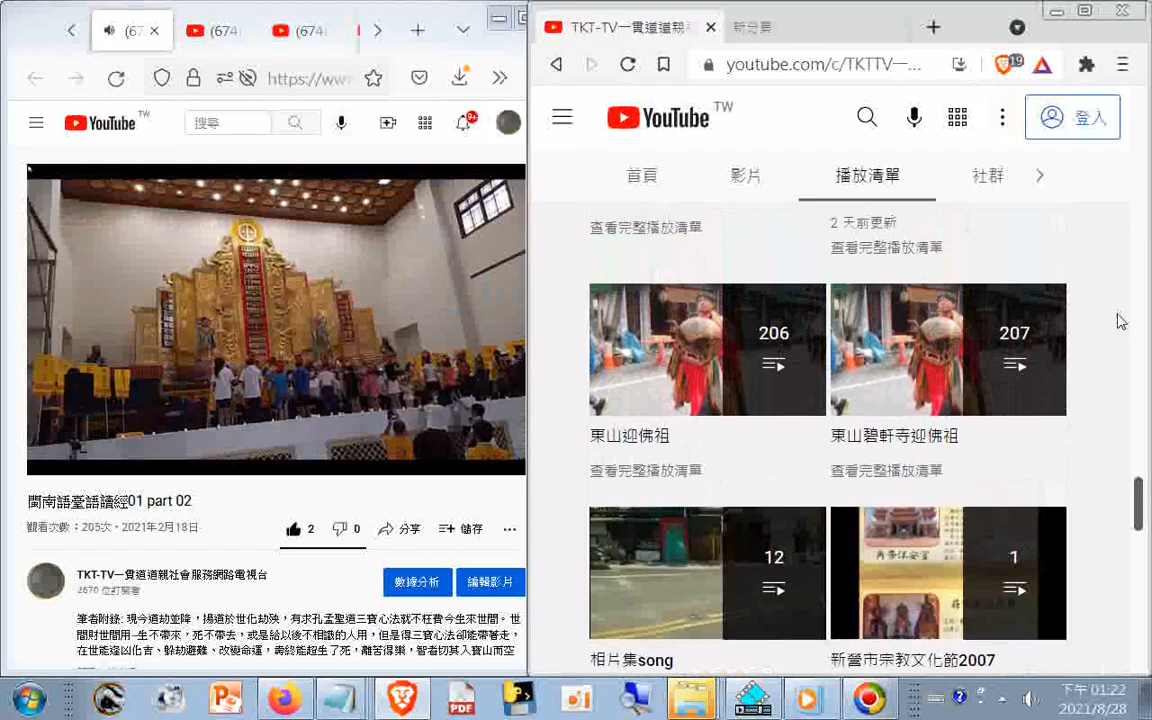 (67
(674
(674
https://www
YouTube TW
搜尋
9+
閩南語臺語讀經01 part 02
觀看次數：205次・2021年2月18日
2
0
分享
儲存
TKT-TV一貫道道親社會服務網路電視台
2670 位訂閱者
數據分析
編輯影片
筆者附錄: 現今道劫並降，揚道於世化劫殃，有求孔孟聖道三寶心法就不枉費今生來世間。世
間財世間用一生不帶來，死不帶去，或是給以後不相識的人用，但是得三寶心法卻能帶著走，
在世能逢凶化吉、躲劫避難、改變命運，壽終能超生了死，離苦得樂，智者切莫入寶山而空
TKT-TV一貫道道親
新分頁
youtube.com/c/TKTTV一...
19
YouTube TW
登入
首頁
影片
播放清單
社群
查看完整播放清單
2 天前更新
查看完整播放清單
206
207
東山迎佛祖
東山碧軒寺迎佛祖
查看完整播放清單
查看完整播放清單
12
1
相片集song
新營市宗教文化節2007
PDF
下午 01:22
2021/8/28